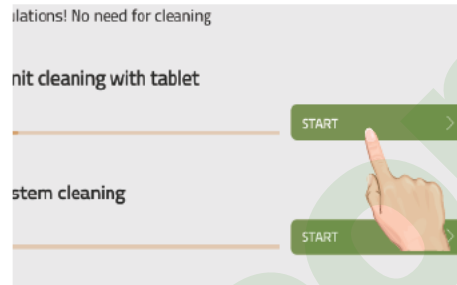 ulations! No need for cleaning
nit cleaning with tablet
START
stem cleaning
START